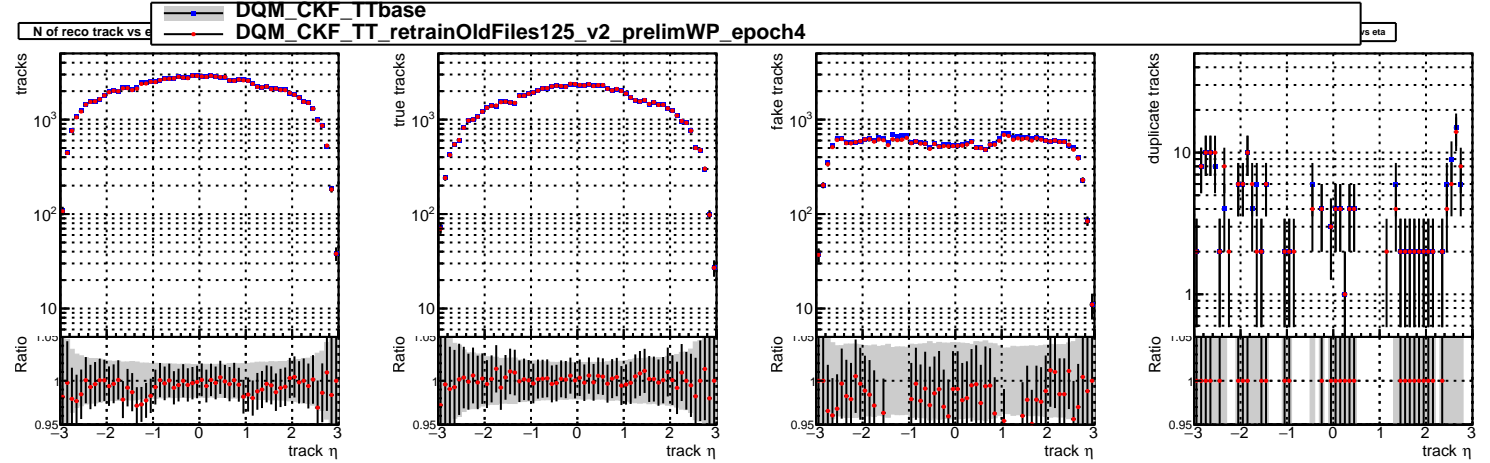 DQM_CKF_TTbase
DQM_CKF_TT_retrainOldFiles125_v2_prelimWP_epoch4
N of reco track vs e
vs eta
tracks
10³
10²
10
Ratio
1.05
1
0.95
−3 −2 −1 0 1 2 3
track η
true tracks
10³
10²
10
Ratio
1.05
1
0.95
−3 −2 −1 0 1 2 3
track η
fake tracks
10³
10²
10
Ratio
1.05
1
0.95
−3 −2 −1 0 1 2 3
track η
duplicate tracks
10
1
Ratio
1.05
1
0.95
−3 −2 −1 0 1 2 3
track η